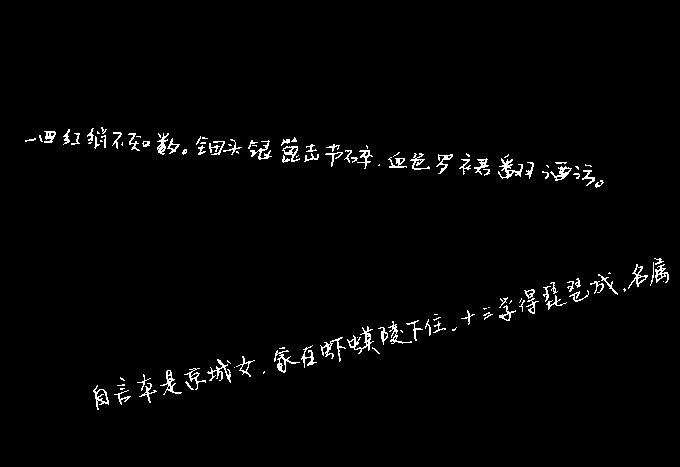 一曲红绡不知数。钿头银篦击节碎,血色罗裙翻酒污。
自言本是京城女,家在虾蟆陵下住,十三学得琵琶成,名属